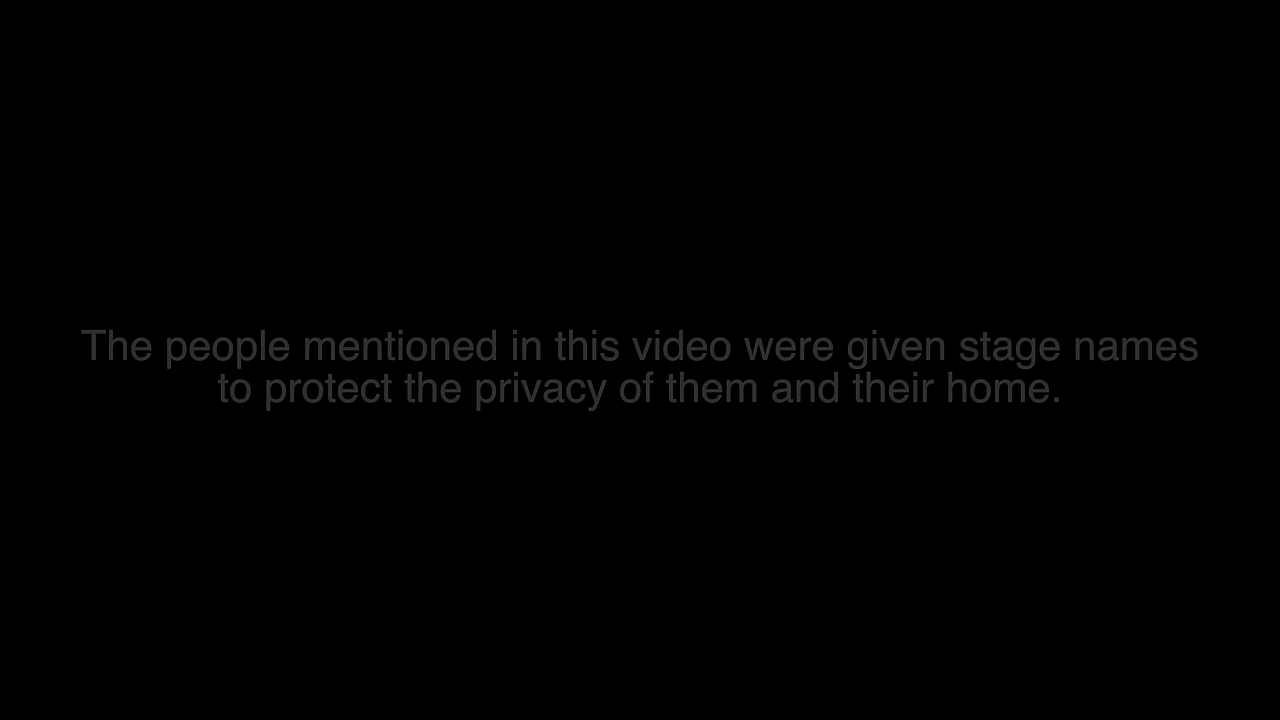 The people mentioned in this video were given stage names
to protect the privacy of them and their home.